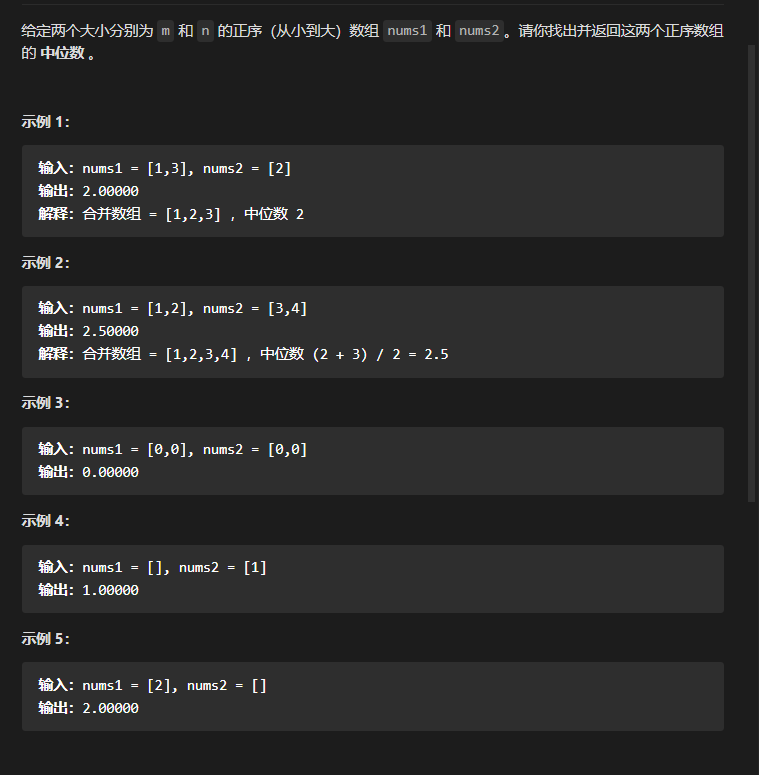 给定两个大小分别为 m 和 n 的正序（从小到大）数组 nums1 和 nums2。请你找出并返回这两个正序数组
的 中位数 。
示例 1：
输入：nums1 = [1,3], nums2 = [2]
输出：2.00000
解释：合并数组 = [1,2,3] ，中位数 2
示例 2：
输入：nums1 = [1,2], nums2 = [3,4]
输出：2.50000
解释：合并数组 = [1,2,3,4] ，中位数 (2 + 3) / 2 = 2.5
示例 3：
输入：nums1 = [0,0], nums2 = [0,0]
输出：0.00000
示例 4：
输入：nums1 = [], nums2 = [1]
输出：1.00000
示例 5：
输入：nums1 = [2], nums2 = []
输出：2.00000